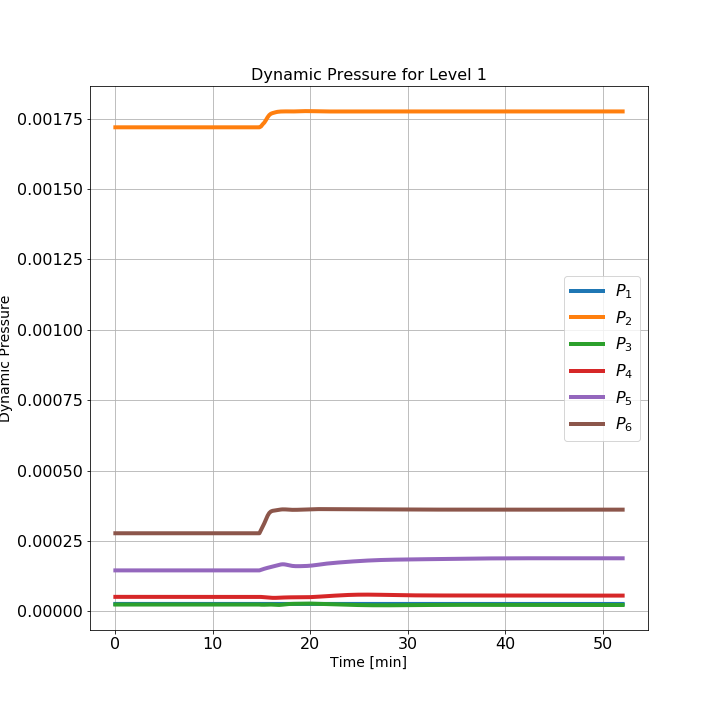 Dynamic Pressure for Level 1
0.00175
0.00150
0.00125
0.00100
0.00075
0.00050
0.00025
0.00000
Dynamic Pressure
P₁
P₂
P₃
P₄
P₅
P₆
0 10 20 30 40 50
Time [min]